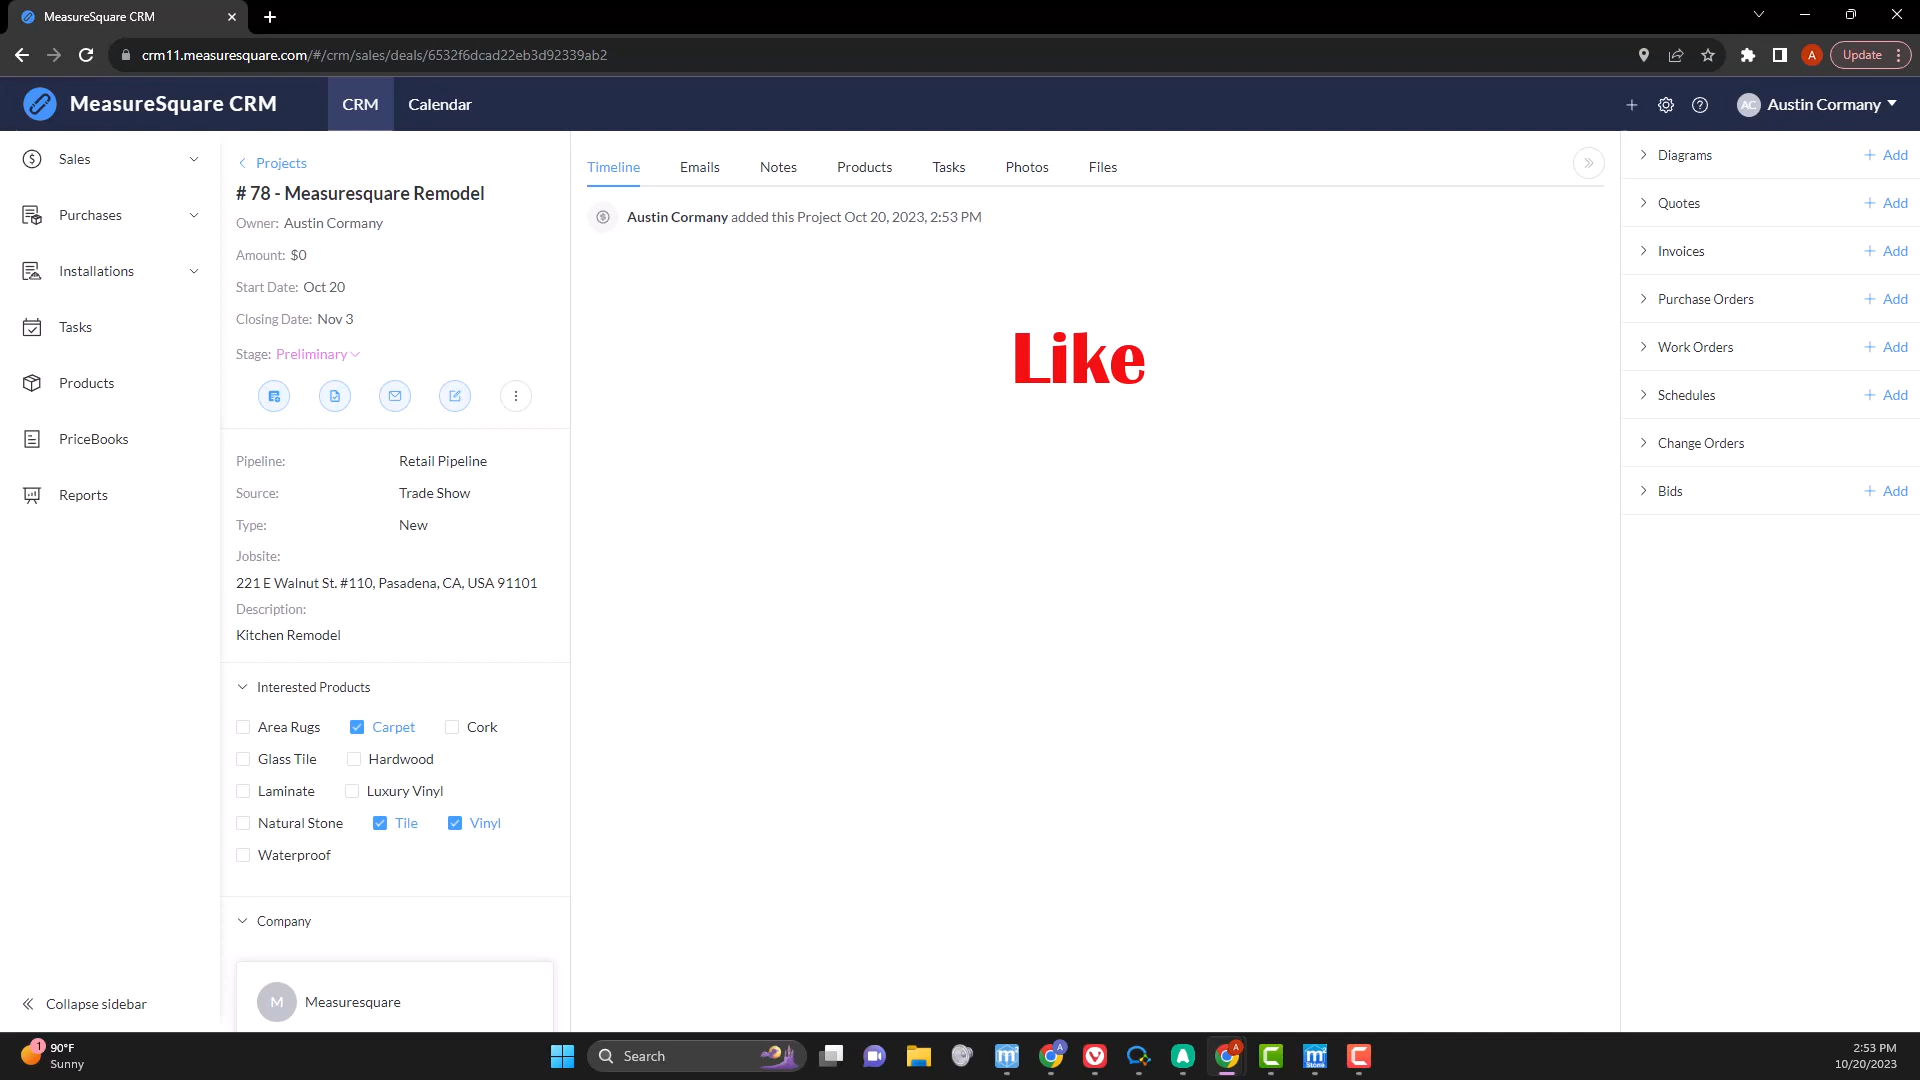 MeasureSquare CRM
crm11.measuresquare.com/#/crm/sales/deals/6532f6dcad22eb3d92339ab2
A
Update
MeasureSquare CRM
CRM
Calendar
AC
Austin Cormany
Sales
Purchases
Installations
Tasks
Products
PriceBooks
Reports
Collapse sidebar
Projects
# 78 - Measuresquare Remodel
Owner: Austin Cormany
Amount: $0
Start Date: Oct 20
Closing Date: Nov 3
Stage: Preliminary
Pipeline: Retail Pipeline
Source: Trade Show
Type: New
Jobsite:
221 E Walnut St. #110, Pasadena, CA, USA 91101
Description:
Kitchen Remodel
Interested Products
Area Rugs Carpet Cork
Glass Tile Hardwood
Laminate Luxury Vinyl
Natural Stone Tile Vinyl
Waterproof
Company
M Measuresquare
Timeline Emails Notes Products Tasks Photos Files
Austin Cormany added this Project Oct 20, 2023, 2:53 PM
Like
Diagrams + Add
Quotes + Add
Invoices + Add
Purchase Orders + Add
Work Orders + Add
Schedules + Add
Change Orders
Bids + Add
1
90°F
Sunny
Search
2:53 PM
10/20/2023